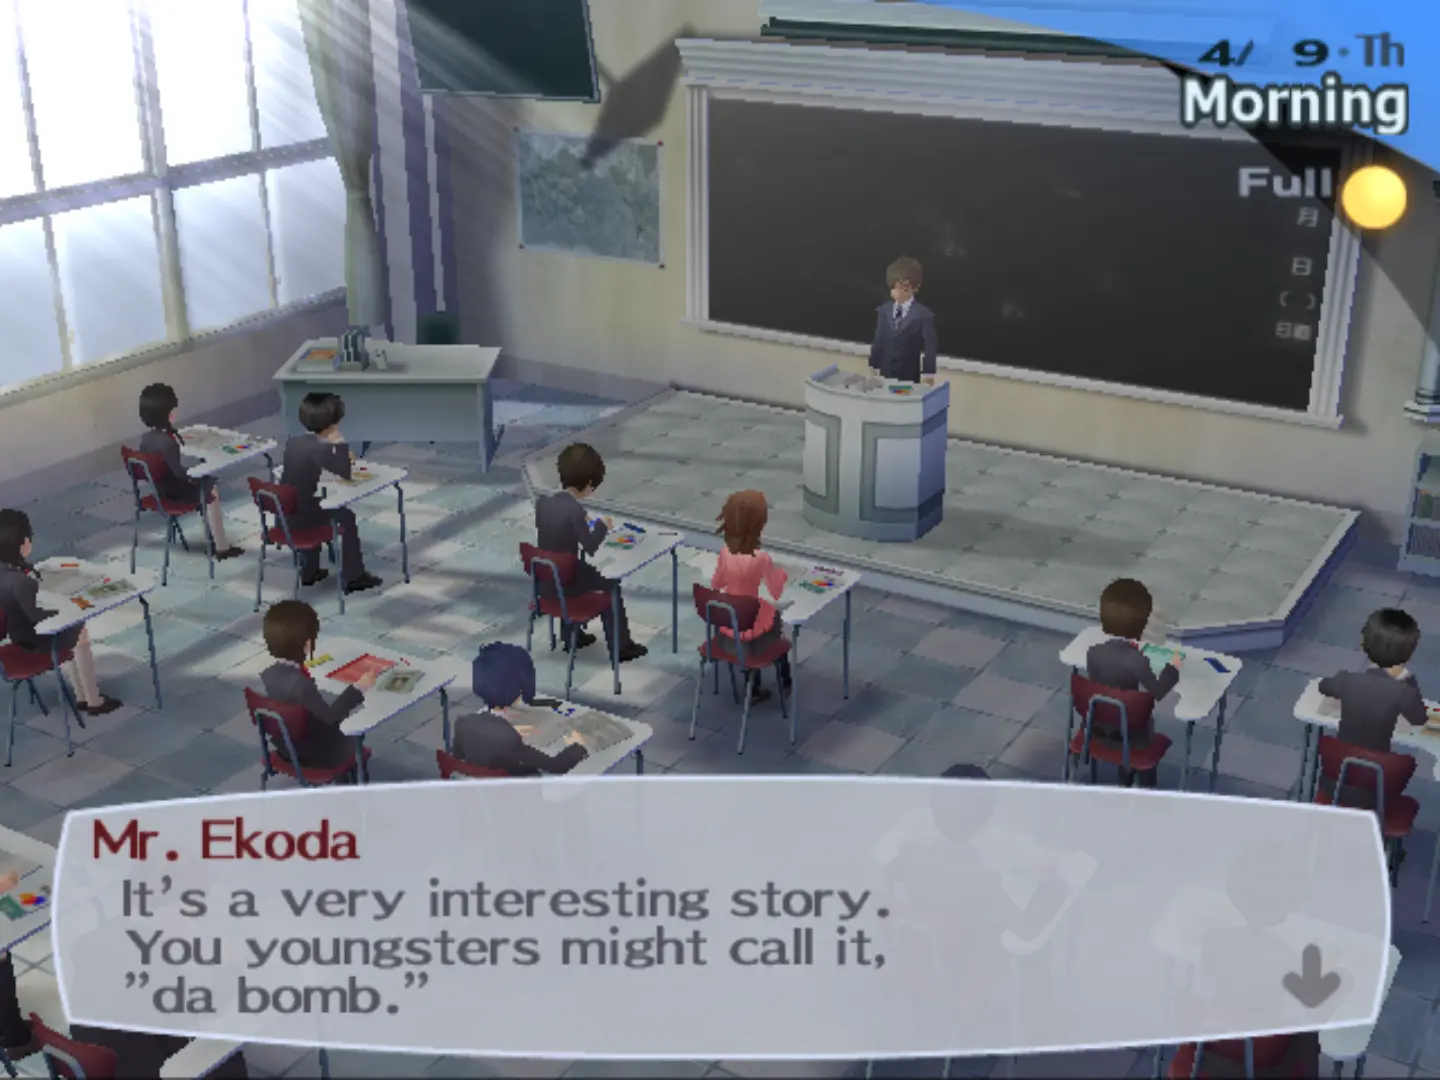 4/ 9・Th
Morning
Full
月
日
( )
日直
Mr. Ekoda
It's a very interesting story.
You youngsters might call it,
"da bomb."